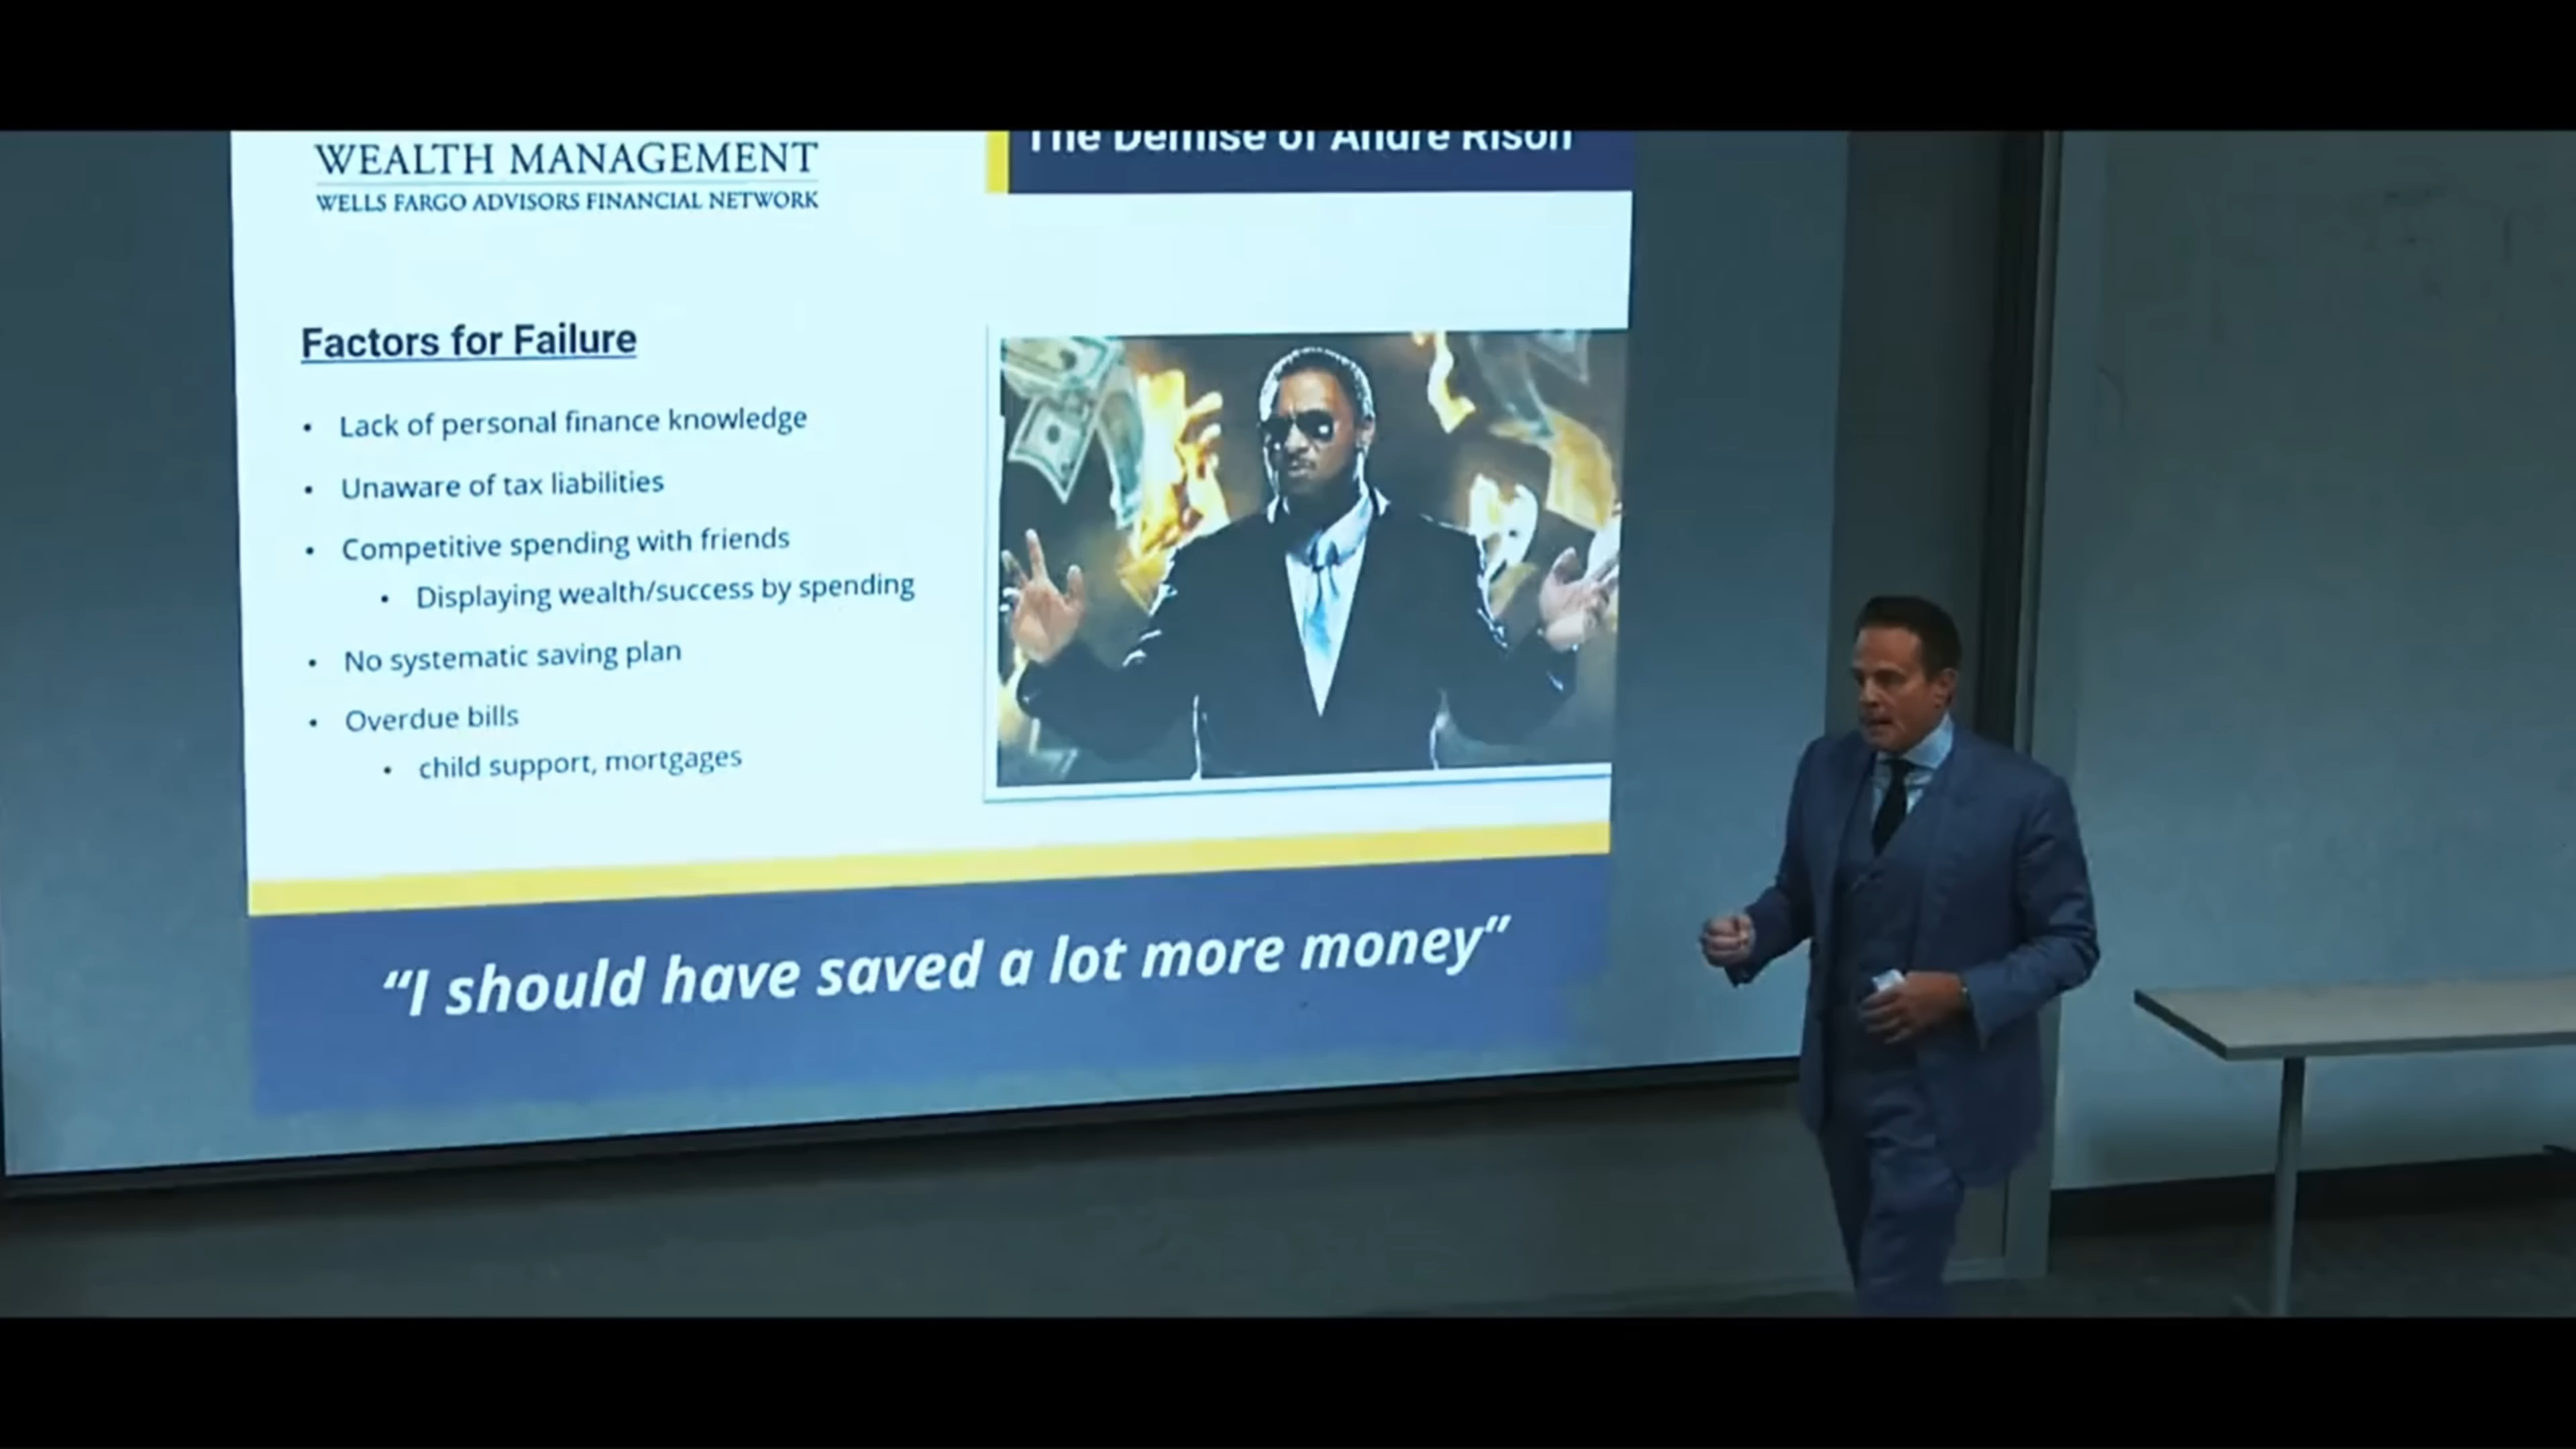 WEALTH MANAGEMENT
WELLS FARGO ADVISORS FINANCIAL NETWORK
The Demise of Andre Rison
Factors for Failure
• Lack of personal finance knowledge
• Unaware of tax liabilities
• Competitive spending with friends
• Displaying wealth/success by spending
• No systematic saving plan
• Overdue bills
• child support, mortgages
“I should have saved a lot more money”